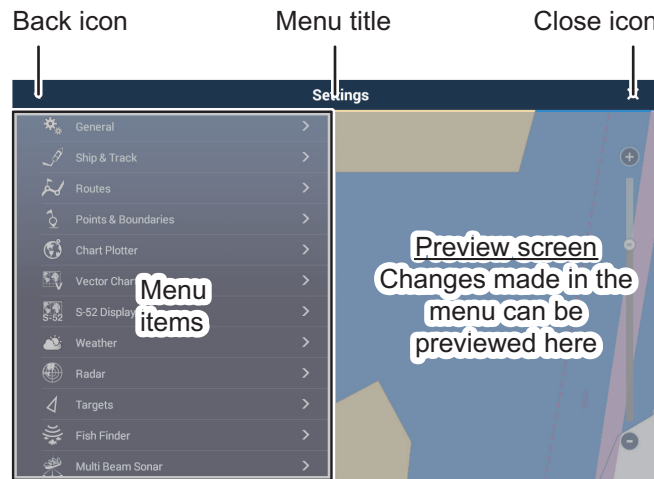 Back icon Menu title Close icon
Settings
General
Ship & Track
Routes
Points & Boundaries
Chart Plotter
Vector Char
S-52 S-52 Display
Weather
Radar
Targets
Fish Finder
Multi Beam Sonar
Menu
items
Preview screen
Changes made in the
menu can be
previewed here